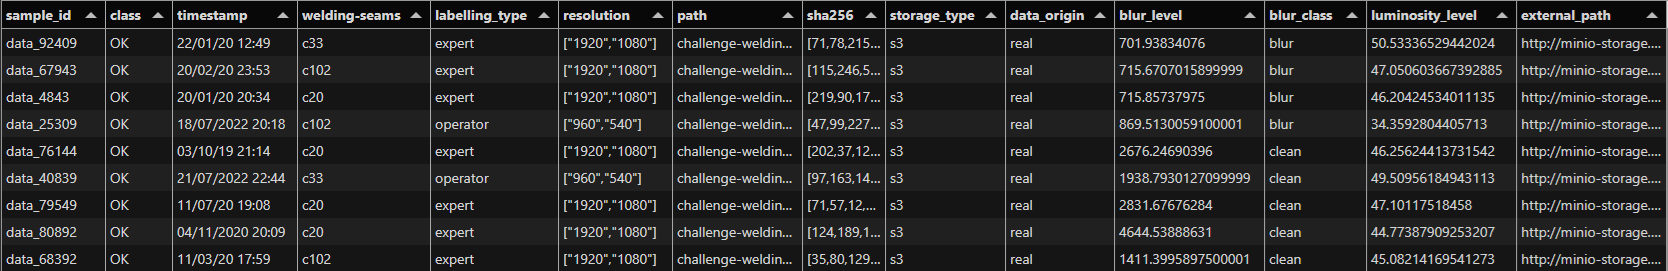 sample_id class timestamp welding-seams labelling_type resolution path sha256 storage_type data_origin blur_level blur_class luminosity_level external_path
data_92409 OK 22/01/20 12:49 c33 expert ["1920","1080"] challenge-weldin... [71,78,215... s3 real 701.93834076 blur 50.53336529442024 http://minio-storage....
data_67943 OK 20/02/20 23:53 c102 expert ["1920","1080"] challenge-weldin... [115,246,5... s3 real 715.6707015899999 blur 47.050603667392885 http://minio-storage....
data_4843 OK 20/01/20 20:34 c20 expert ["1920","1080"] challenge-weldin... [219,90,17... s3 real 715.85737975 blur 46.20424534011135 http://minio-storage....
data_25309 OK 18/07/2022 20:18 c102 operator ["960","540"] challenge-weldin... [47,99,227... s3 real 869.5130059100001 blur 34.3592804405713 http://minio-storage....
data_76144 OK 03/10/19 21:14 c20 expert ["1920","1080"] challenge-weldin... [202,37,12... s3 real 2676.24690396 clean 46.25624413731542 http://minio-storage....
data_40839 OK 21/07/2022 22:44 c33 operator ["960","540"] challenge-weldin... [97,163,14... s3 real 1938.7930127099999 clean 49.50956184943113 http://minio-storage....
data_79549 OK 11/07/20 19:08 c20 expert ["1920","1080"] challenge-weldin... [71,57,12,... s3 real 2831.67676284 clean 47.10117518458 http://minio-storage....
data_80892 OK 04/11/2020 20:09 c20 expert ["1920","1080"] challenge-weldin... [124,189,1... s3 real 4644.53888631 clean 44.77387909253207 http://minio-storage....
data_68392 OK 11/03/20 17:59 c102 expert ["1920","1080"] challenge-weldin... [35,80,129... s3 real 1411.3995897500001 clean 45.08214169541273 http://minio-storage....